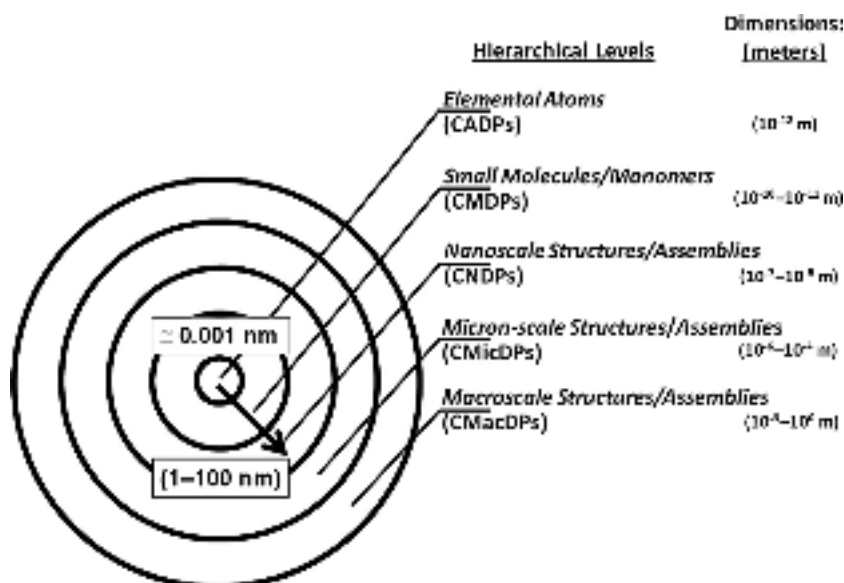 Dimensions:
Hierarchical Levels
[meters]
Elemental Atoms
(CADPs)
Small Molecules/Monomers
(CMDPs)
Nanoscale Structures/Assemblies
(CNDPs)
≃ 0.001 nm
Micron-scale Structures/Assemblies
(CMicDPs)
Macroscale Structures/Assemblies
(CMacDPs)
(1–100 nm)